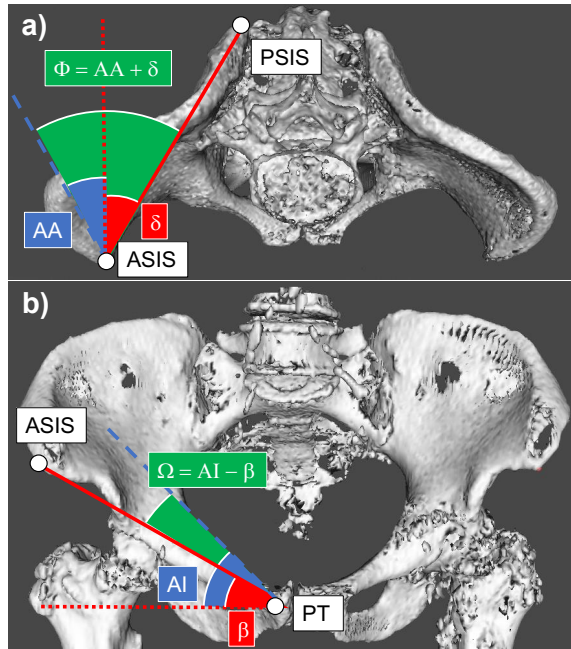 a)
PSIS
Φ = AA + δ
AA
δ
ASIS
b)
ASIS
Ω = AI − β
AI
β
PT